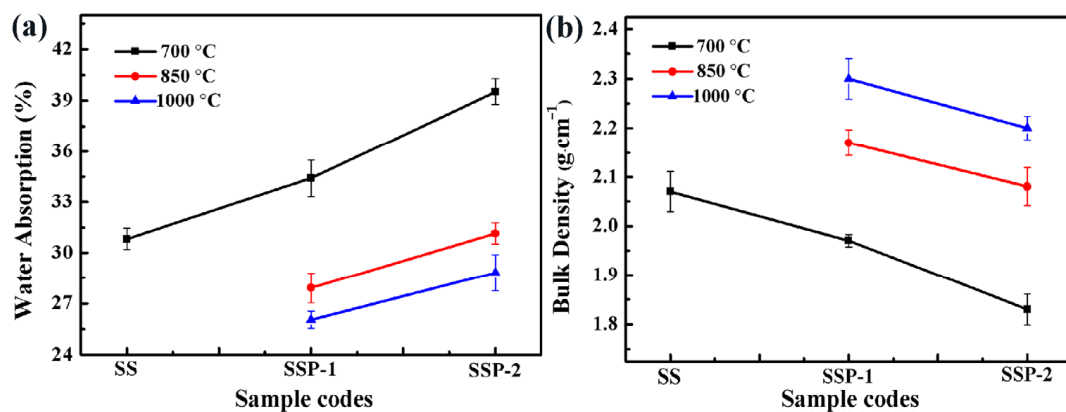 (a)
42
39
36
33
30
27
24
Water Absorption (%)
700 °C
850 °C
1000 °C
SS
SSP-1
SSP-2
Sample codes
(b)
2.4
2.3
2.2
2.1
2.0
1.9
1.8
Bulk Density (g·cm⁻¹)
700 °C
850 °C
1000 °C
SS
SSP-1
SSP-2
Sample codes